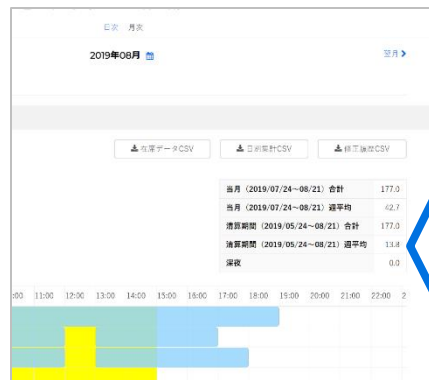 日次 月次
2019年08月
翌月
在席データCSV 日別集計CSV 修正履歴CSV
当月（2019/07/24～08/21）合計 177.0
当月（2019/07/24～08/21）週平均 42.7
清算期間（2019/05/24～08/21）合計 177.0
清算期間（2019/05/24～08/21）週平均 13.8
深夜 0.0
:00 11:00 12:00 13:00 14:00 15:00 16:00 17:00 18:00 19:00 20:00 21:00 22:00 2